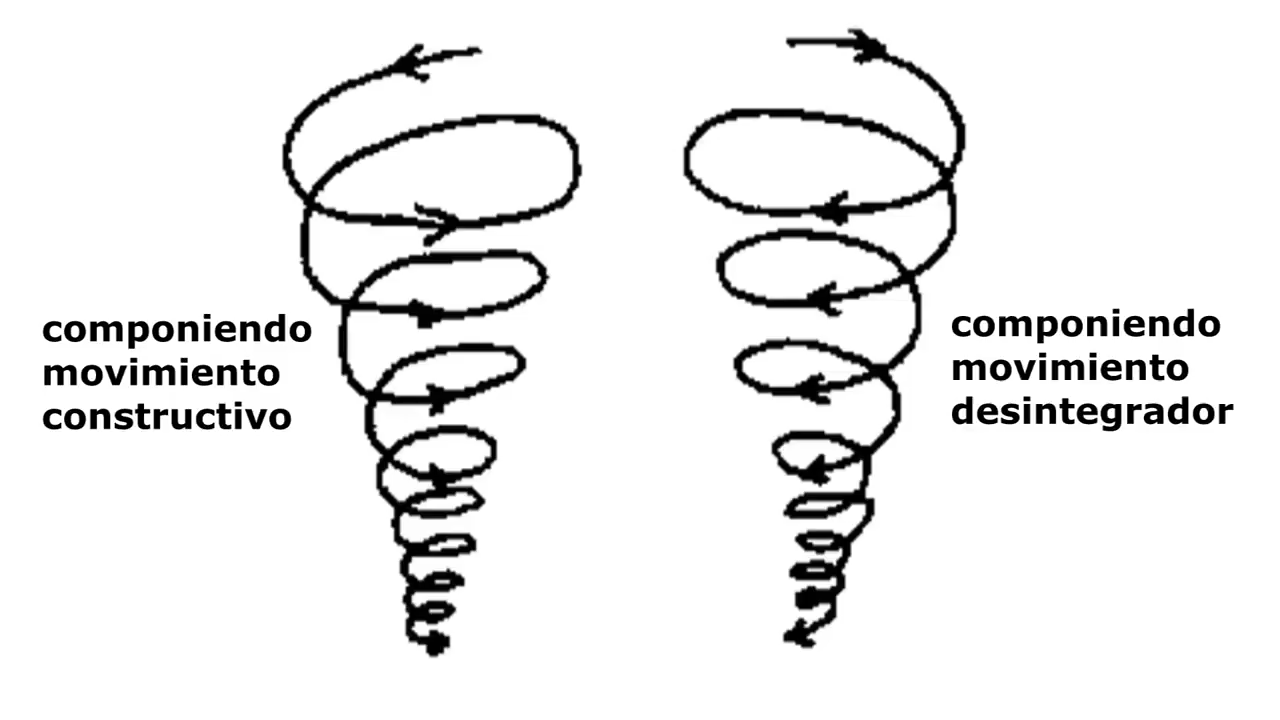 componiendo
movimiento
constructivo
componiendo
movimiento
desintegrador